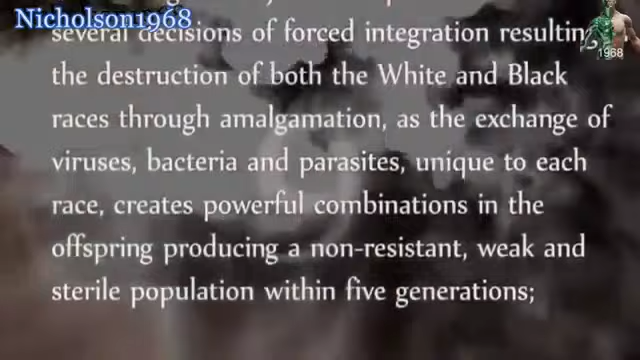 Nicholson1968
several decisions of forced integration resulting
the destruction of both the White and Black
races through amalgamation, as the exchange of
viruses, bacteria and parasites, unique to each
race, creates powerful combinations in the
offspring producing a non-resistant, weak and
sterile population within five generations;
1968